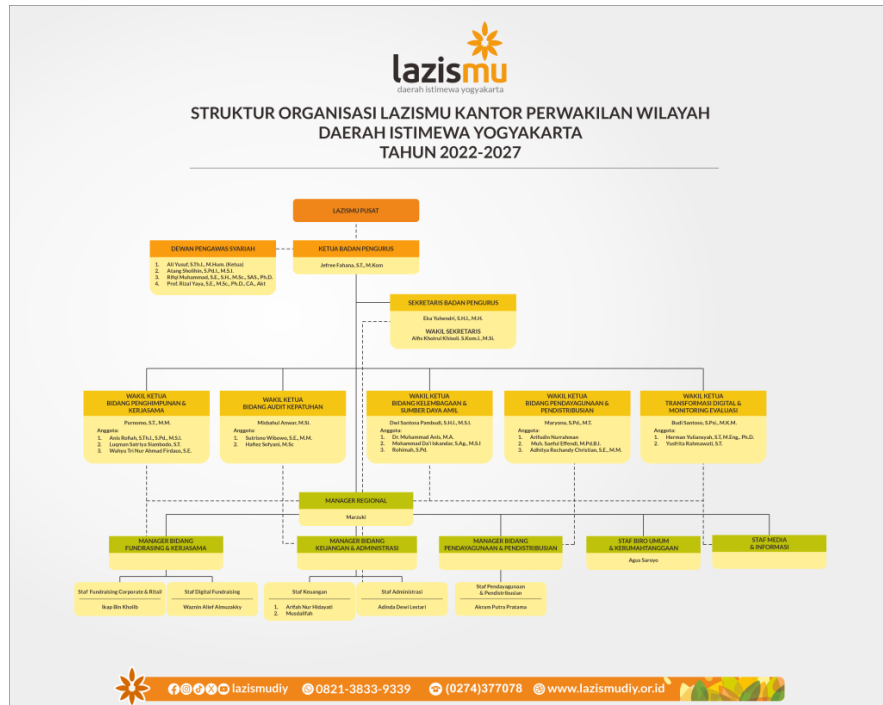 lazismu
daerah istimewa yogyakarta
STRUKTUR ORGANISASI LAZISMU KANTOR PERWAKILAN WILAYAH
DAERAH ISTIMEWA YOGYAKARTA
TAHUN 2022-2027
LAZISMU PUSAT
DEWAN PENGAWAS SYARIAH
1. Ali Yusuf, S.Th.I., M.Hum. (Ketua)
2. Atang Sholihin, S.Pd.I., M.S.I.
3. Rifqi Muhammad, S.E., S.H., M.Sc., SAS., Ph.D.
4. Prof. Rizal Yaya, S.E., M.Sc., Ph.D., CA., Akt
KETUA BADAN PENGURUS
Jefree Fahana, S.T., M.Kom
SEKRETARIS BADAN PENGURUS
Eka Yuhendri, S.H.I., M.H.
WAKIL SEKRETARIS
Alfis Khoirul Khisoli. S.Kom.I., M.Si.
WAKIL KETUA
BIDANG PENGHIMPUNAN &
KERJASAMA
Purnomo, S.T., M.M.
Anggota:
1. Anis Rofiah, S.Th.I., S.Pd., M.S.I.
2. Luqman Satriya Siambodo, S.T.
3. Wahyu Tri Nur Ahmad Firdaus, S.E.
WAKIL KETUA
BIDANG AUDIT KEPATUHAN
Misbahul Anwar, M.Si.
Anggota:
1. Sutrisno Wibowo, S.E., M.M.
2. Hafiez Sofyani, M.Sc
WAKIL KETUA
BIDANG KELEMBAGAAN &
SUMBER DAYA AMIL
Dwi Santosa Pambudi, S.H.I., M.S.I.
Anggota:
1. Dr. Muhammad Anis, M.A.
2. Muhammad Da'i Iskandar, S.Ag., M.S.I
3. Rohimah, S.Pd.
WAKIL KETUA
BIDANG PENDAYAGUNAAN &
PENDISTRIBUSIAN
Maryono, S.Pd., M.T.
Anggota:
1. Arifudin Nurrahman
2. Muh. Saeful Effendi, M.Pd.B.I.
3. Adhitya Rechandy Christian, S.E., M.M.
WAKIL KETUA
TRANSFORMASI DIGITAL &
MONITORING EVALUASI
Budi Santoso, S.Psi., M.K.M.
Anggota:
1. Herman Yuliansyah, S.T, M.Eng., Ph.D.
2. Yusfrita Rahmawati, S.T.
MANAGER REGIONAL
Marzuki
MANAGER BIDANG
FUNDRASING & KERJASAMA
MANAGER BIDANG
KEUANGAN & ADMINISTRASI
MANAGER BIDANG
PENDAYAGUNAAN & PENDISTRIBUSIAN
STAF BIRO UMUM
& KERUMAHTANGGAAN
Agus Saroyo
STAF MEDIA
& INFORMASI
Staf Fundraising Corporate & Ritail
Ikap Bin Kholib
Staf Digital Fundraising
Waznin Alief Almuzakky
Staf Keuangan
1. Arifah Nur Hidayati
2. Musdalifah
Staf Administrasi
Adinda Dewi Lestari
Staf Pendayagunaan
& Pendistribusian
Akram Putra Pratama
lazismudiy 0821-3833-9339 (0274)377078 www.lazismudiy.or.id